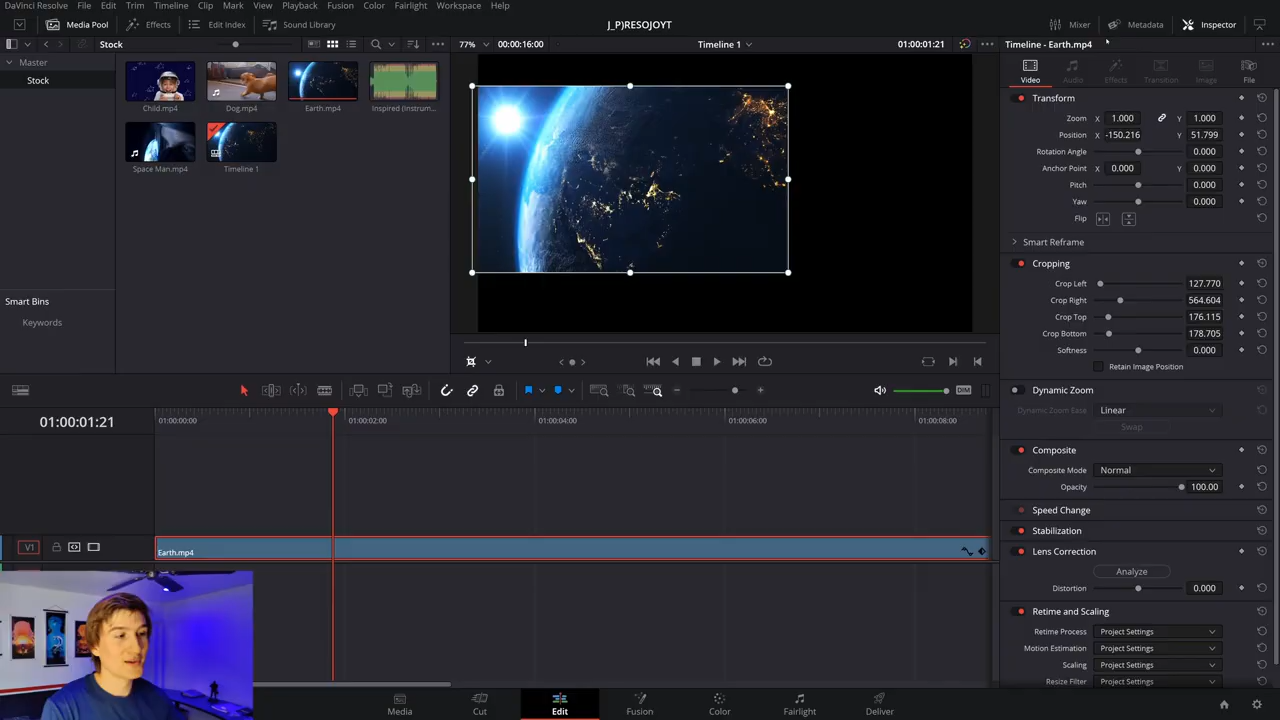 DaVinci Resolve File Edit Trim Timeline Clip Mark View Playback Fusion Color Fairlight Workspace Help
Media Pool Effects Edit Index Sound Library J_P)RESOJOYT Mixer Metadata Inspector
Stock 77% 00:00:16:00 Timeline 1 01:00:01:21 Timeline - Earth.mp4
Master
Stock
Child.mp4 Dog.mp4 Earth.mp4 Inspired (Instrum...
Space Man.mp4 Timeline 1
Smart Bins
Keywords
Video Audio Effects Transition Image File
Transform
Zoom X 1.000 Y 1.000
Position X -150.216 Y 51.799
Rotation Angle 0.000
Anchor Point X 0.000 Y 0.000
Pitch 0.000
Yaw 0.000
Flip
Smart Reframe
Cropping
Crop Left 127.770
Crop Right 564.604
Crop Top 176.115
Crop Bottom 178.705
Softness 0.000
Retain Image Position
Dynamic Zoom
Dynamic Zoom Ease Linear
Swap
Composite
Composite Mode Normal
Opacity 100.00
Speed Change
Stabilization
Lens Correction
Analyze
Distortion 0.000
Retime and Scaling
Retime Process Project Settings
Motion Estimation Project Settings
Scaling Project Settings
Resize Filter Project Settings
DIM
01:00:01:21 01:00:00:00 01:00:02:00 01:00:04:00 01:00:06:00 01:00:08:00
V1 Earth.mp4
Media Cut Edit Fusion Color Fairlight Deliver